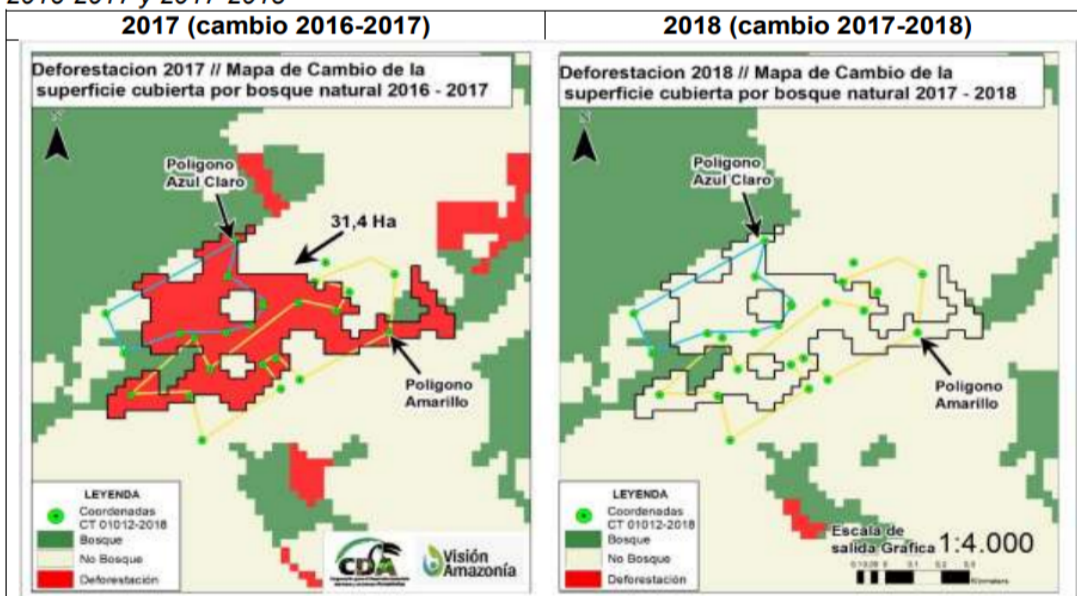 2017 (cambio 2016-2017)
2018 (cambio 2017-2018)
Deforestacion 2017 // Mapa de Cambio de la
superficie cubierta por bosque natural 2016 - 2017
Poligono
Azul Claro
31,4 Ha
Poligono
Amarillo
LEYENDA
Coordenadas
CT 01012-2018
Bosque
No Bosque
Deforestación
CDA
Visión
Amazonía
Deforestacion 2018 // Mapa de Cambio de la
superficie cubierta por bosque natural 2017 - 2018
Poligono
Azul Claro
Poligono
Amarillo
LEYENDA
Coordenadas
CT 01012-2018
Bosque
No Bosque
Deforestación
Escala de
salida Gráfica 1:4.000